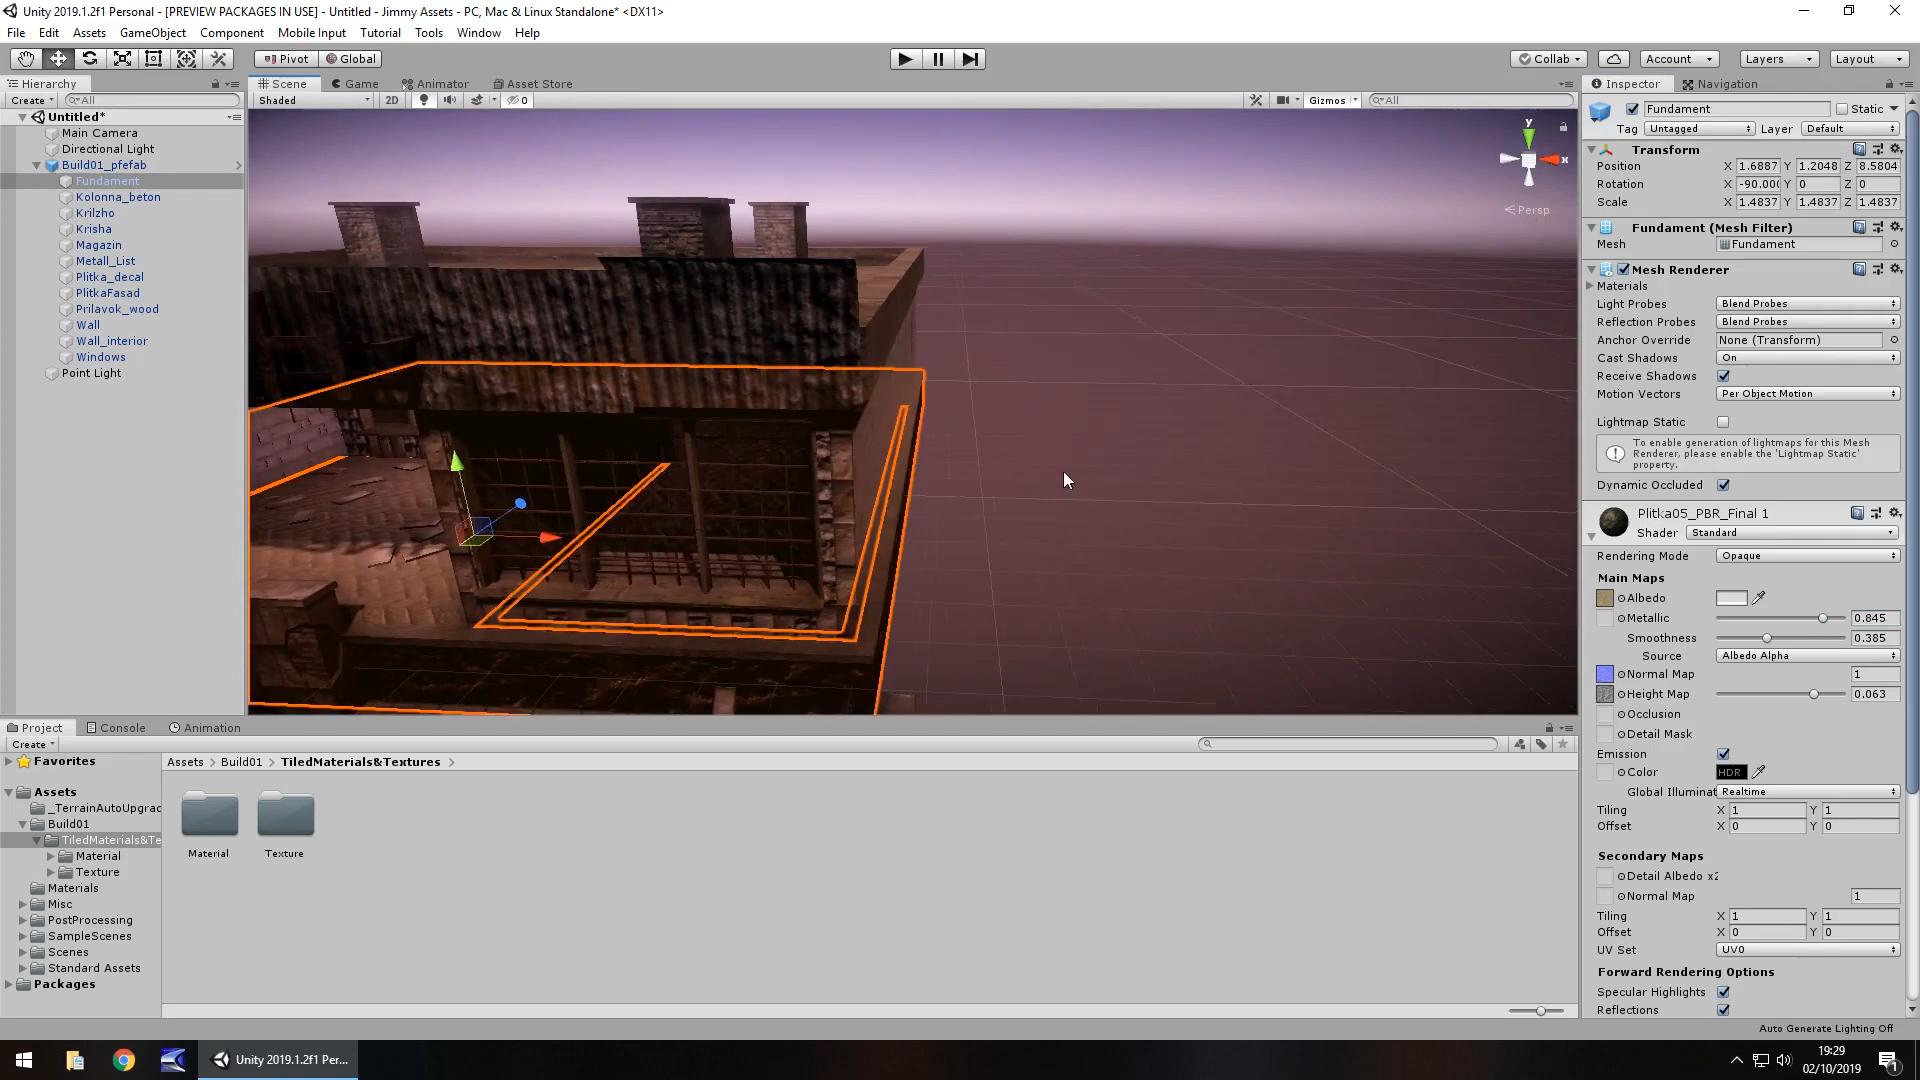 Unity 2019.1.2f1 Personal - [PREVIEW PACKAGES IN USE] - Untitled - Jimmy Assets - PC, Mac & Linux Standalone* <DX11>
File Edit Assets GameObject Component Mobile Input Tutorial Tools Window Help
Pivot Global Collab Account Layers Layout
Hierarchy
Create All
Untitled*
Main Camera
Directional Light
Build01_pfefab
Fundament
Kolonna_beton
Krilzho
Krisha
Magazin
Metall_List
Plitka_decal
PlitkaFasad
Prilavok_wood
Wall
Wall_interior
Windows
Point Light
Scene Game Animator Asset Store
Shaded 2D 0 Gizmos All
y
x
Persp
Inspector Navigation
Fundament Static
Tag Untagged Layer Default
Transform
Position X 1.6887 Y 1.2048 Z 8.5804
Rotation X -90.000 Y 0 Z 0
Scale X 1.4837 Y 1.4837 Z 1.4837
Fundament (Mesh Filter)
Mesh Fundament
Mesh Renderer
Materials
Light Probes Blend Probes
Reflection Probes Blend Probes
Anchor Override None (Transform)
Cast Shadows On
Receive Shadows
Motion Vectors Per Object Motion
Lightmap Static
To enable generation of lightmaps for this Mesh
Renderer, please enable the 'Lightmap Static'
property.
Dynamic Occluded
Plitka05_PBR_Final 1
Shader Standard
Rendering Mode Opaque
Main Maps
Albedo
Metallic 0.845
Smoothness 0.385
Source Albedo Alpha
Normal Map 1
Height Map 0.063
Occlusion
Detail Mask
Emission
Color HDR
Global Illuminat Realtime
Tiling X 1 Y 1
Offset X 0 Y 0
Secondary Maps
Detail Albedo x2
Normal Map 1
Tiling X 1 Y 1
Offset X 0 Y 0
UV Set UV0
Forward Rendering Options
Specular Highlights
Reflections
Project Console Animation
Create
Favorites
Assets
_TerrainAutoUpgrad
Build01
TiledMaterials&Te
Material
Texture
Materials
Misc
PostProcessing
SampleScenes
Scenes
Standard Assets
Packages
Assets > Build01 > TiledMaterials&Textures >
Material Texture
Auto Generate Lighting Off
Unity 2019.1.2f1 Per...
19:29
02/10/2019
1